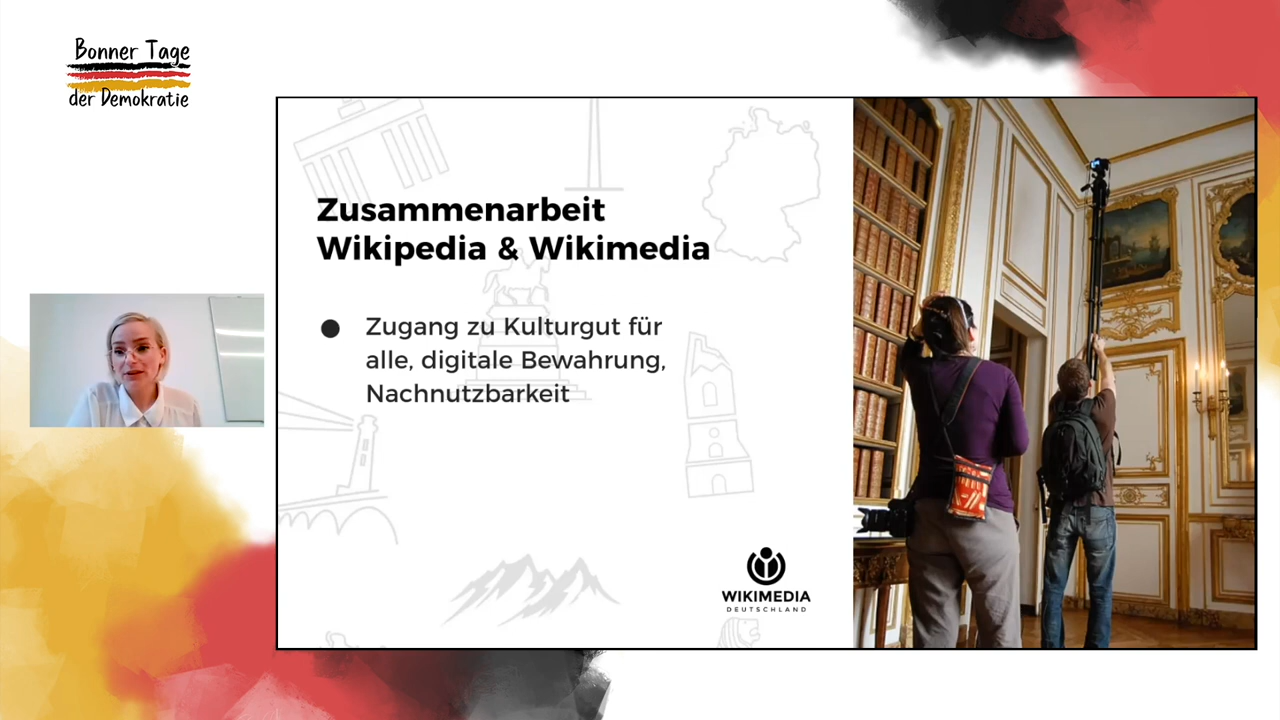 Bonner Tage
der Demokratie
Zusammenarbeit
Wikipedia & Wikimedia
● Zugang zu Kulturgut für
alle, digitale Bewahrung,
Nachnutzbarkeit
WIKIMEDIA
DEUTSCHLAND